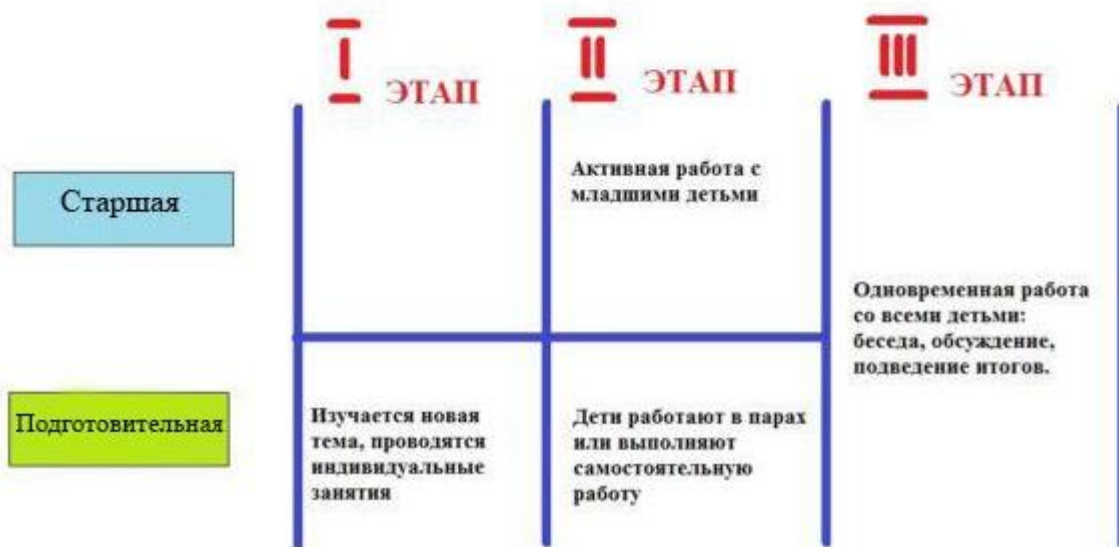 I ЭТАП
II ЭТАП
III ЭТАП
Старшая
Активная работа с
младшими детьми
Одновременная работа
со всеми детьми:
беседа, обсуждение,
подведение итогов.
Подготовительная
Изучается новая
тема, проводятся
индивидуальные
занятия
Дети работают в парах
или выполняют
самостоятельную
работу